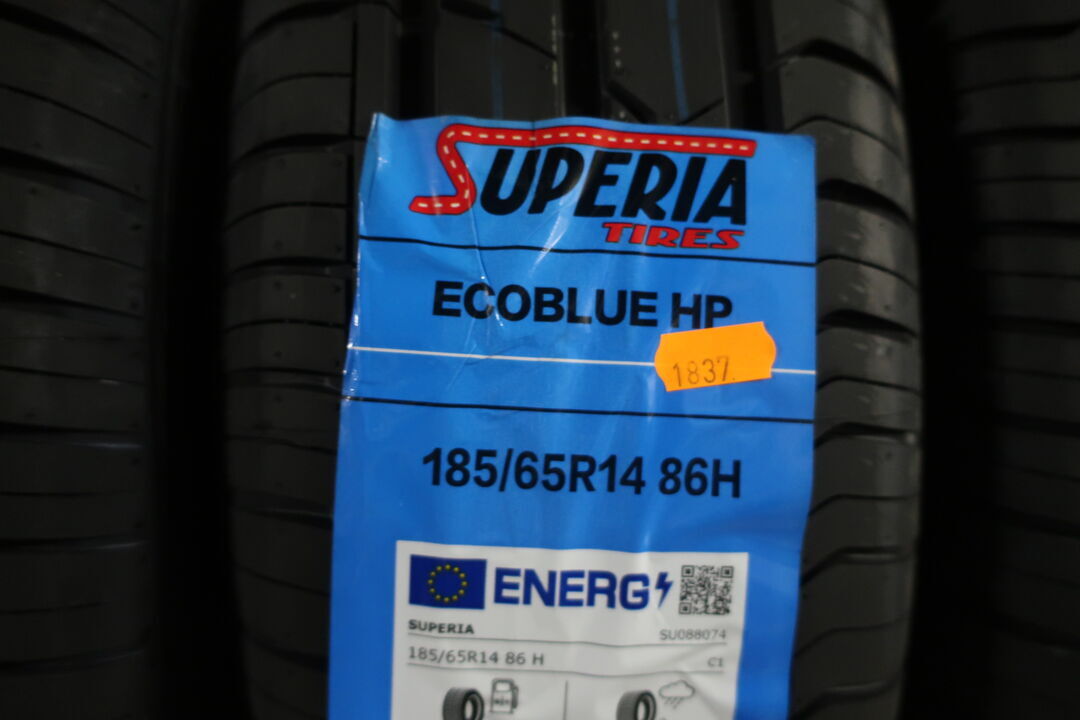 SUPERIA
TIRES
ECOBLUE HP
1837.
185/65R14 86H
ENERG
SUPERIA SU088074
185/65R14 86 H C1